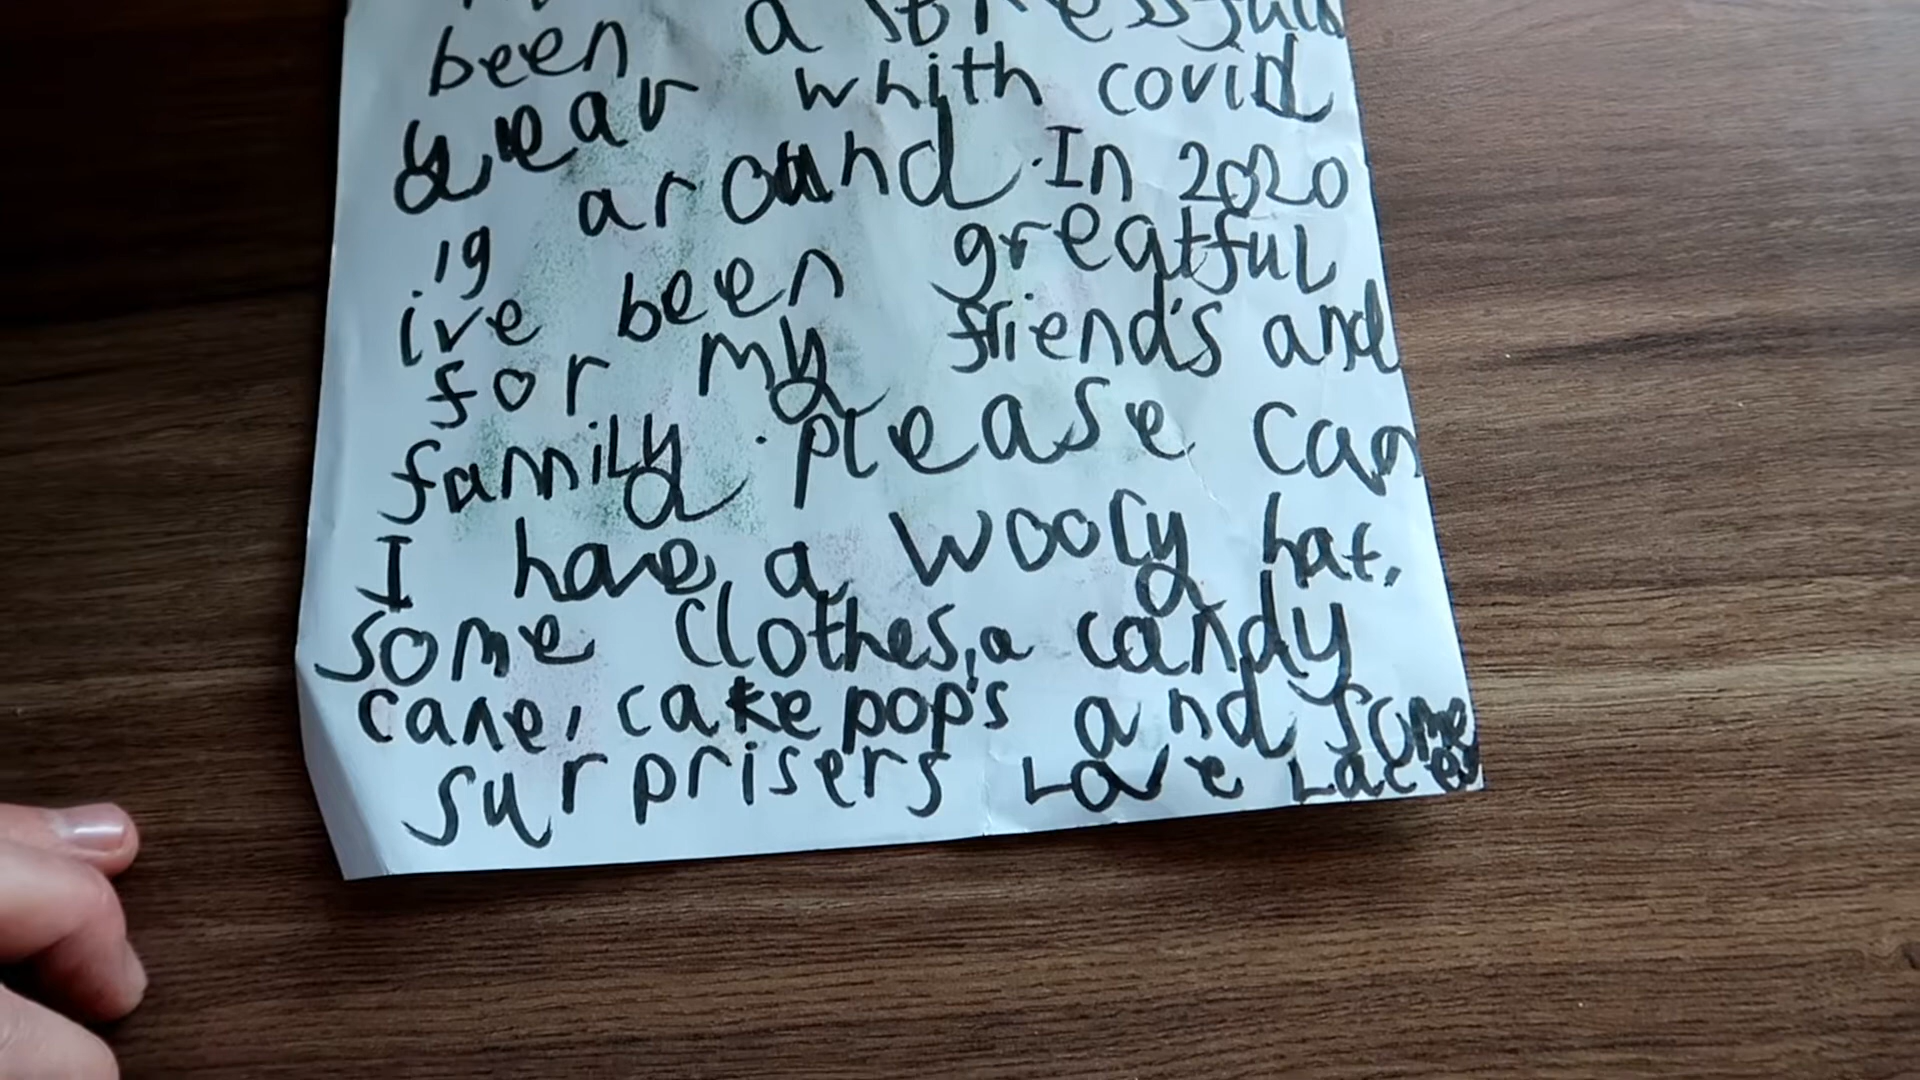 been a stressfull
year whith covid
19 around. In 2020
ive been greatful
for my friend's and
family. please can
I have a wooly hat,
some clothes, a candy
cane, cake pop's and some
surprisers Love